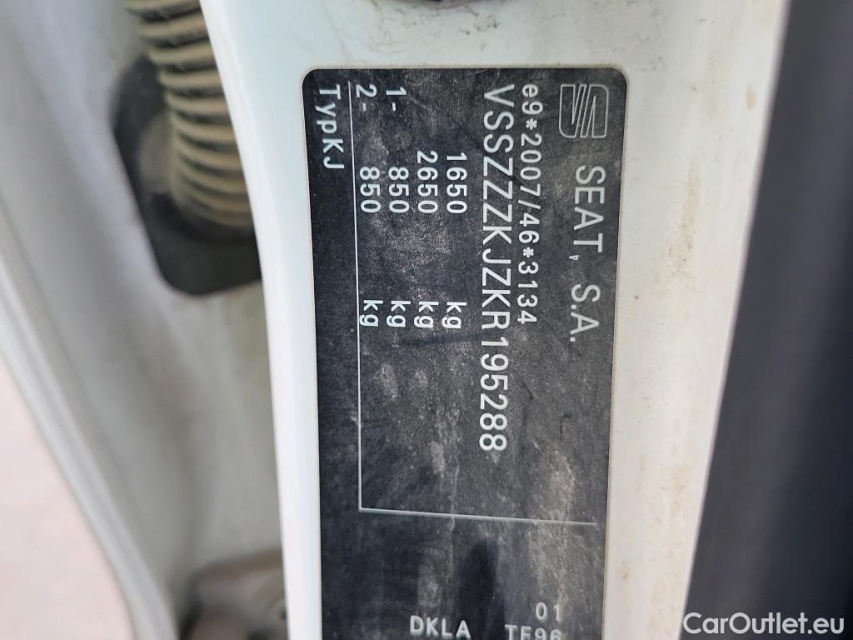 SEAT, S.A.
e9*2007/46*3134
VSSZZZKJZKR195288
1650 kg
2650 kg
1- 850 kg
2- 850 kg
TypKJ
01
DKLA TF96
CarOutlet.eu